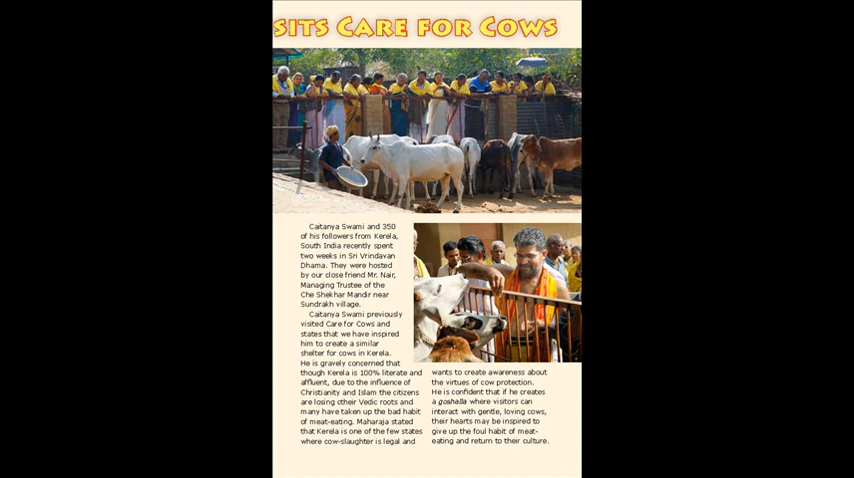 SITS CARE FOR COWS
Caitanya Swami and 350
of his followers from Kerela,
South India recently spent
two weeks in Sri Vrindavan
Dhama. They were hosted
by our close friend Mr. Nair,
Managing Trustee of the
Che Shekhar Mandir near
Sundrakh village.
Caitanya Swami previously
visited Care for Cows and
states that we have inspired
him to create a similar
shelter for cows in Kerela.
He is gravely concerned that
though Kerela is 100% literate and
affluent, due to the influence of
Christianity and Islam the citizens
are losing ctheir Vedic roots and
many have taken up the bad habit
of meat-eating. Maharaja stated
that Kerela is one of the few states
where cow-slaughter is legal and
wants to create awareness about
the virtues of cow protection.
He is confident that if he creates
a goshalla where visitors can
interact with gentle, loving cows,
their hearts may be inspired to
give up the foul habit of meat-
eating and return to their culture.